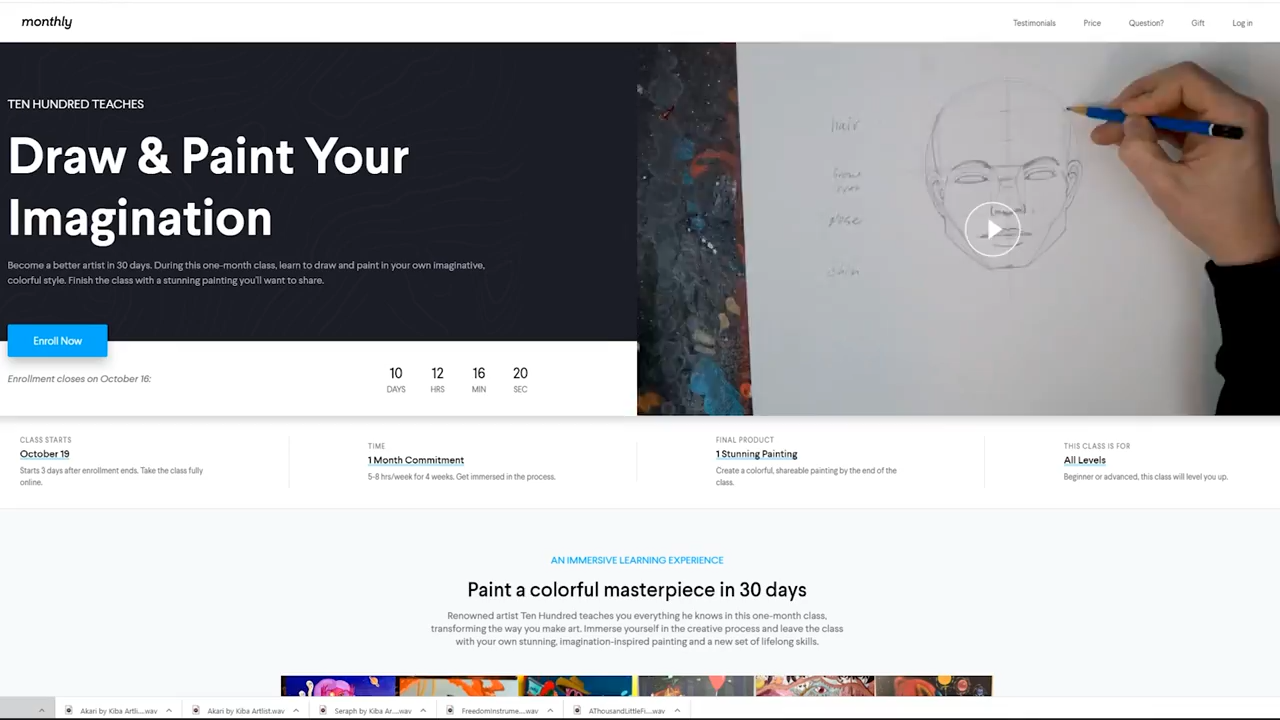 monthly
Testimonials
Price
Question?
Gift
Log in
TEN HUNDRED TEACHES
Draw & Paint Your
Imagination
Become a better artist in 30 days. During this one-month class, learn to draw and paint in your own imaginative,
colorful style. Finish the class with a stunning painting you'll want to share.
Enroll Now
Enrollment closes on October 16:
10 12 16 20
DAYS HRS MIN SEC
hair
nose
chin
CLASS STARTS
October 19
Starts 3 days after enrollment ends. Take the class fully
online.
TIME
1 Month Commitment
5-8 hrs/week for 4 weeks. Get immersed in the process.
FINAL PRODUCT
1 Stunning Painting
Create a colorful, shareable painting by the end of the
class.
THIS CLASS IS FOR
All Levels
Beginner or advanced, this class will level you up.
AN IMMERSIVE LEARNING EXPERIENCE
Paint a colorful masterpiece in 30 days
Renowned artist Ten Hundred teaches you everything he knows in this one-month class,
transforming the way you make art. Immerse yourself in the creative process and leave the class
with your own stunning, imagination-inspired painting and a new set of lifelong skills.
Akari by Kiba Artli....wav
Akari by Kiba Artlist.wav
Seraph by Kiba Ar....wav
FreedomInstrume....wav
AThousandLittleFi....wav